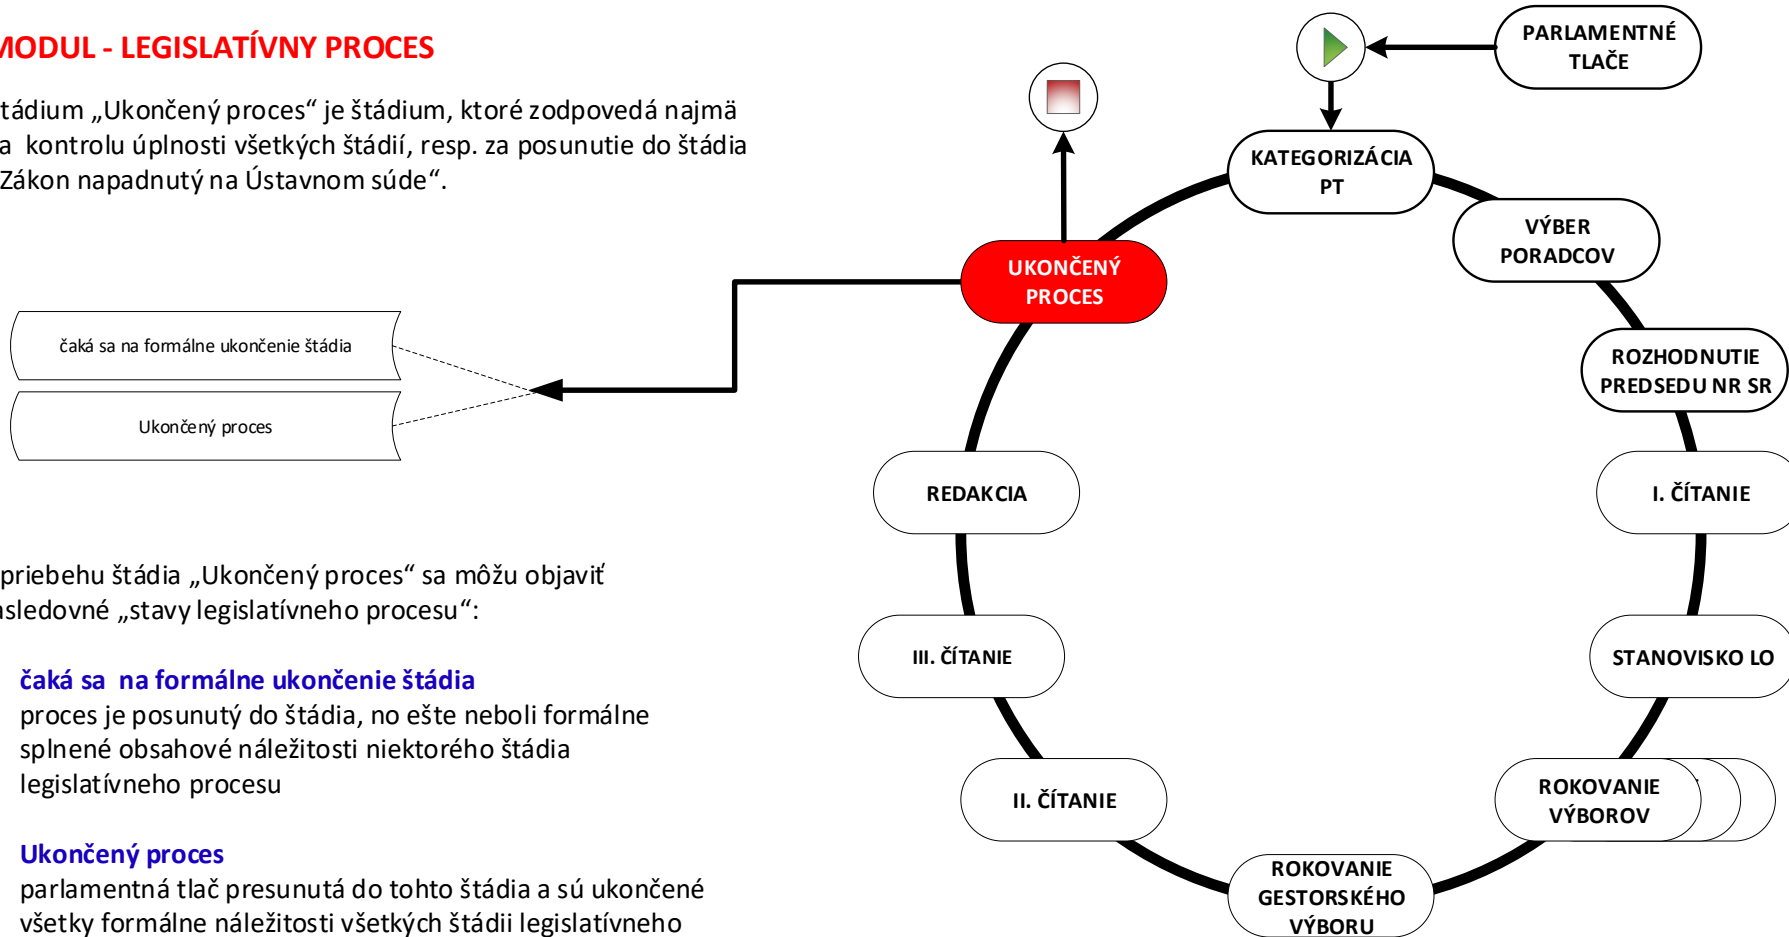 MODUL - LEGISLATÍVNY PROCES
tádium „Ukončený proces“ je štádium, ktoré zodpovedá najmä
a kontrolu úplnosti všetkých štádií, resp. za posunutie do štádia
Zákon napadnutý na Ústavnom súde“.
čaká sa na formálne ukončenie štádia
Ukončený proces
priebehu štádia „Ukončený proces“ sa môžu objaviť
asledovné „stavy legislatívneho procesu“:
čaká sa na formálne ukončenie štádia
proces je posunutý do štádia, no ešte neboli formálne
splnené obsahové náležitosti niektorého štádia
legislatívneho procesu
Ukončený proces
parlamentná tlač presunutá do tohto štádia a sú ukončené
všetky formálne náležitosti všetkých štádii legislatívneho
PARLAMENTNÉ
TLAČE
KATEGORIZÁCIA
PT
VÝBER
PORADCOV
ROZHODNUTIE
PREDSEDU NR SR
I. ČÍTANIE
STANOVISKO LO
ROKOVANIE
VÝBOROV
ROKOVANIE
GESTORSKÉHO
VÝBORU
II. ČÍTANIE
III. ČÍTANIE
REDAKCIA
UKONČENÝ
PROCES